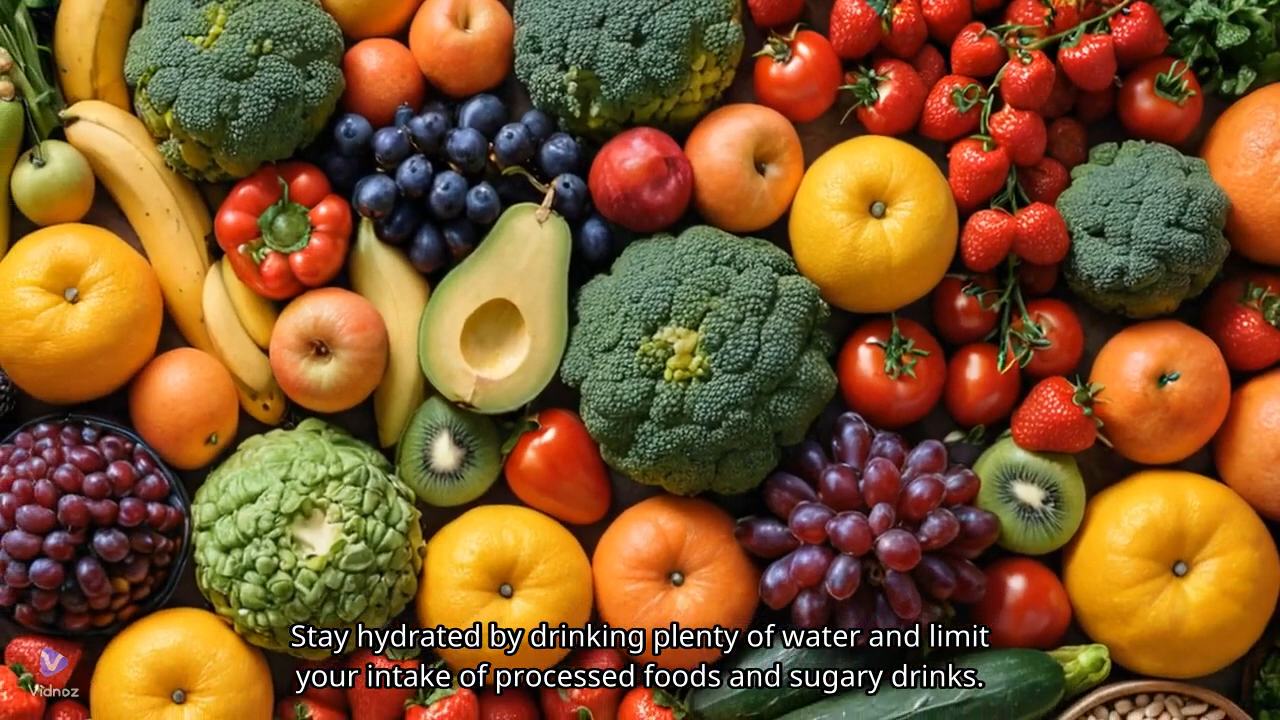 Stay hydrated by drinking plenty of water and limit
your intake of processed foods and sugary drinks.
Vidnoz